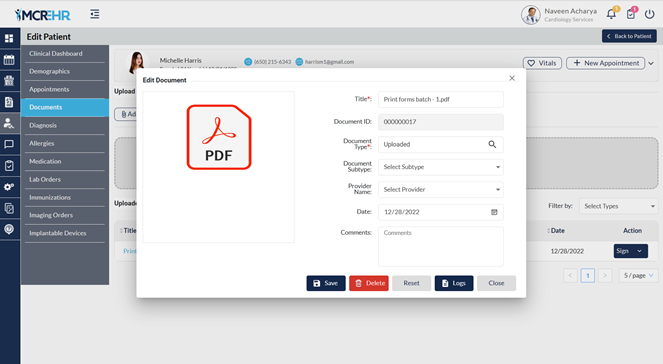 MCREHR
Naveen Acharya
Cardiology Services
Edit Patient
Back to Patient
Clinical Dashboard
Demographics
Appointments
Documents
Diagnosis
Allergies
Medication
Lab Orders
Immunizations
Imaging Orders
Implantable Devices
Michelle Harris
(650) 215-6343
harrism1@gmail.com
Vitals
+ New Appointment
Upload
Filter by:
Select Types
Title
Date
Action
12/28/2022
Sign
1
5 / page
Edit Document
PDF
Title*:
Print forms batch - 1.pdf
Document ID:
000000017
Document
Type*:
Uploaded
Document
Subtype:
Select Subtype
Provider
Name:
Select Provider
Date:
12/28/2022
Comments:
Comments
Save
Delete
Reset
Logs
Close